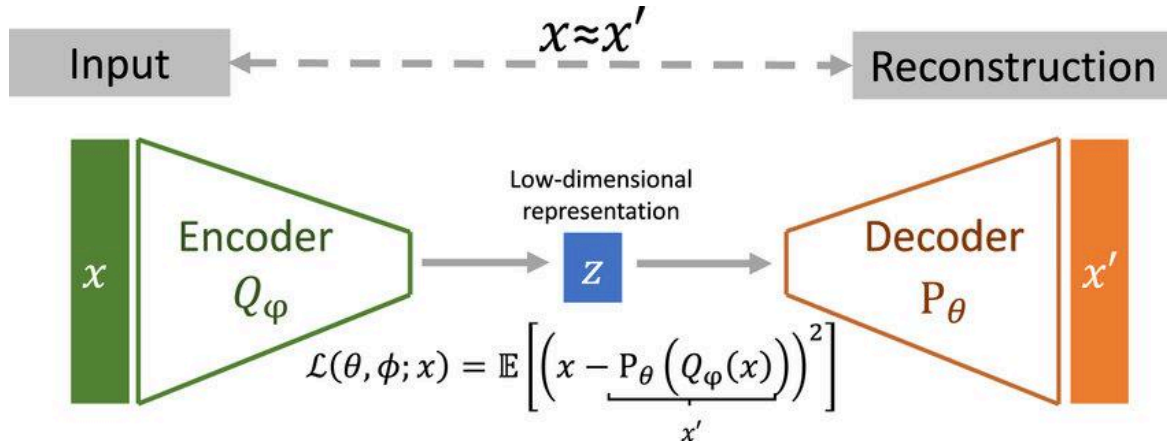 x≈x′
Input
Reconstruction
Low-dimensional
representation
Encoder
Decoder
x
z
x′
Q_φ
P_θ
ℒ(θ, ϕ; x) = 𝔼[(x − P_θ(Q_φ(x)))²]
x′